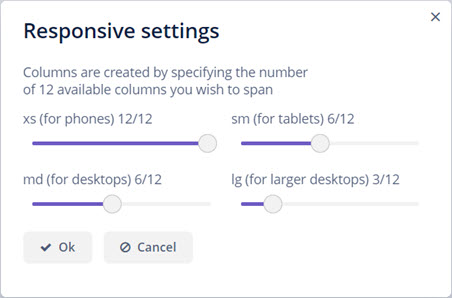 Responsive settings
Columns are created by specifying the number
of 12 available columns you wish to span
xs (for phones) 12/12
sm (for tablets) 6/12
md (for desktops) 6/12
lg (for larger desktops) 3/12
Ok
Cancel